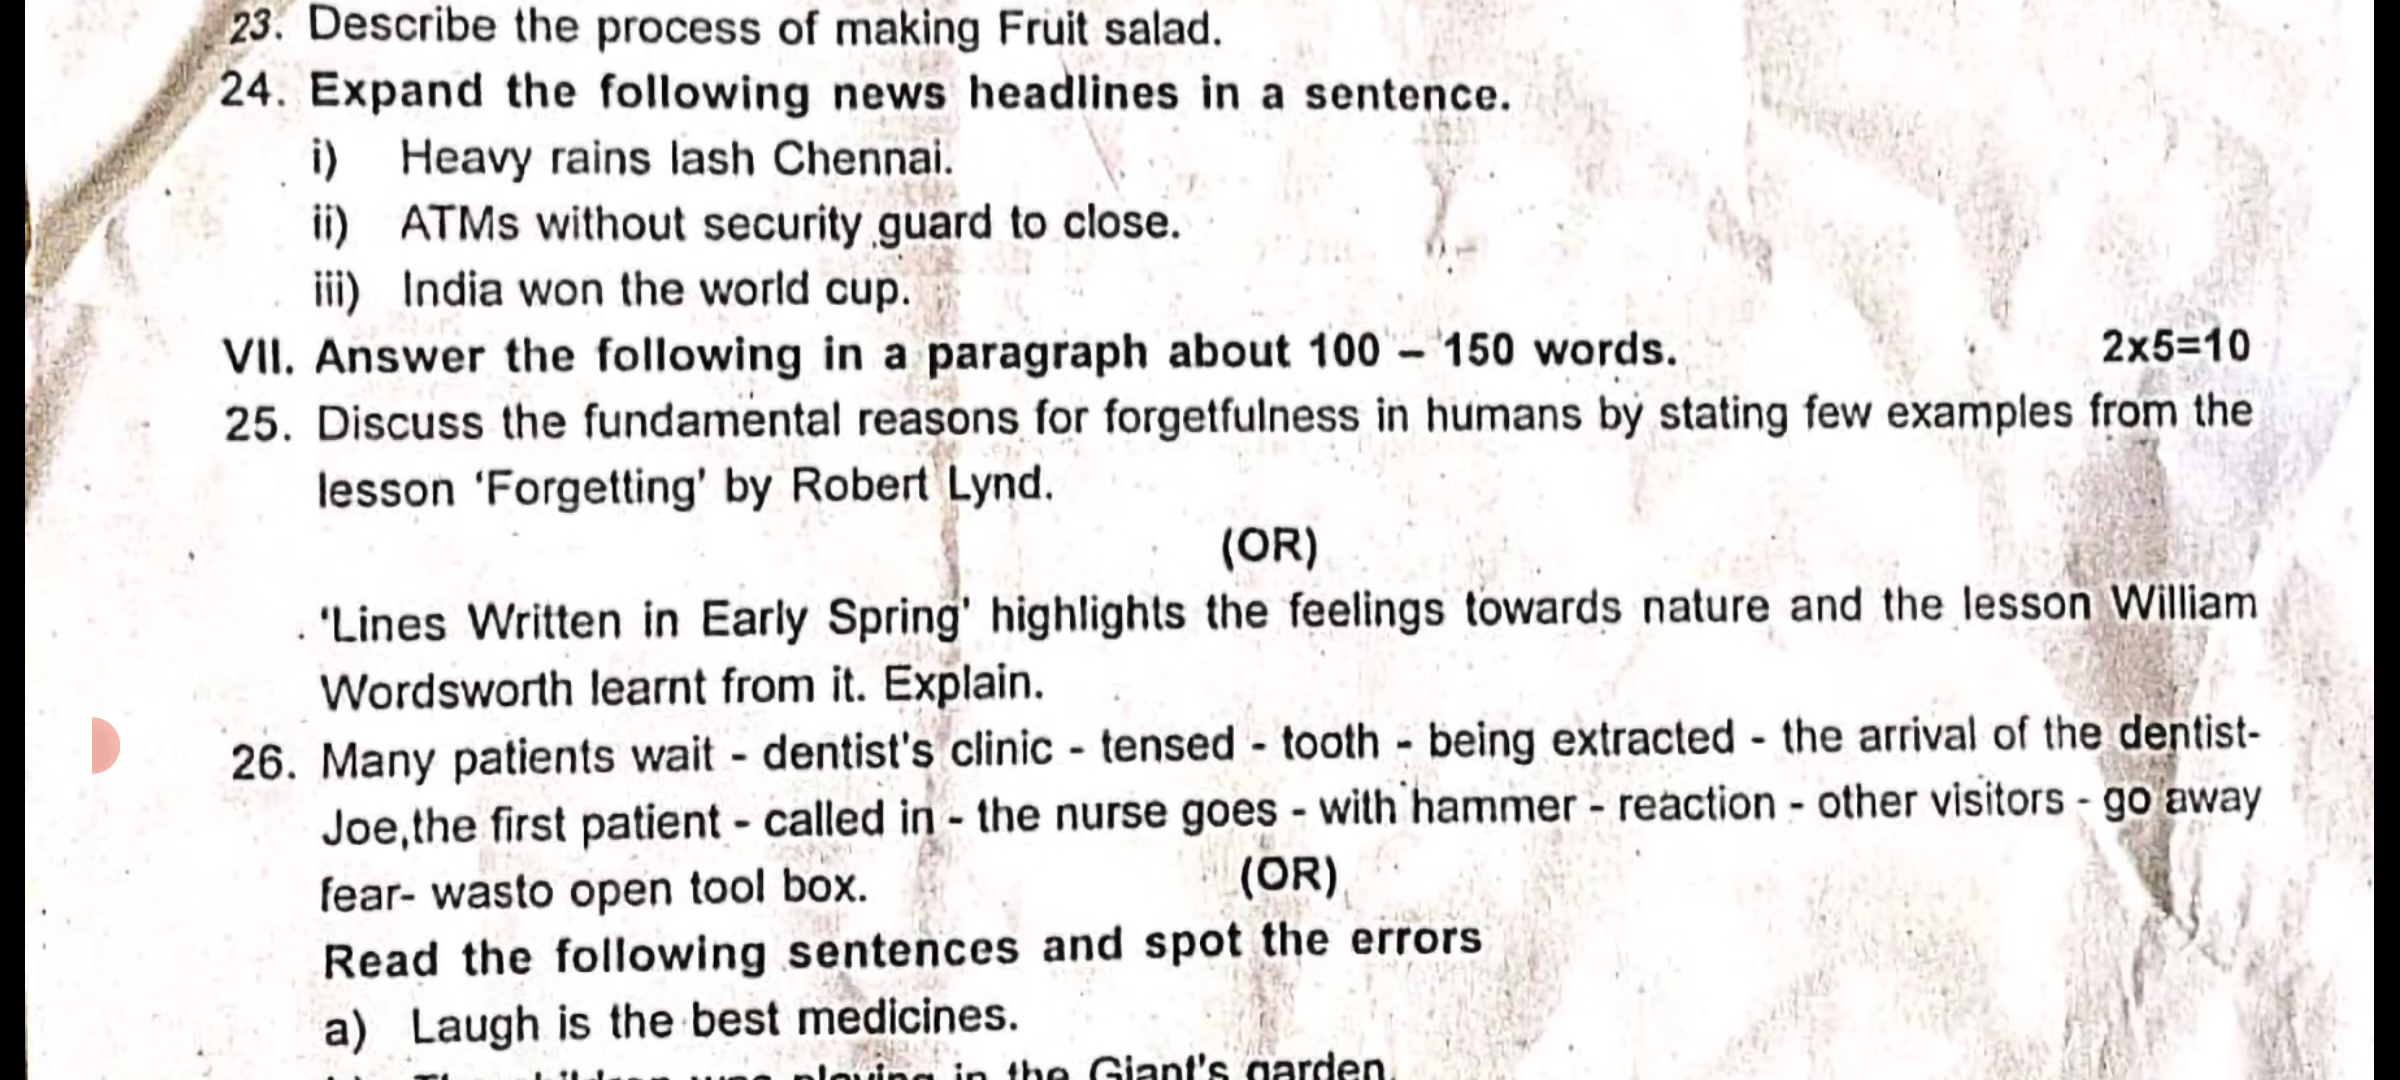 23. Describe the process of making Fruit salad.
24. Expand the following news headlines in a sentence.
i) Heavy rains lash Chennai.
ii) ATMs without security guard to close.
iii) India won the world cup.
VII. Answer the following in a paragraph about 100 – 150 words. 2x5=10
25. Discuss the fundamental reasons for forgetfulness in humans by stating few examples from the
lesson 'Forgetting' by Robert Lynd.
(OR)
'Lines Written in Early Spring' highlights the feelings towards nature and the lesson William
Wordsworth learnt from it. Explain.
26. Many patients wait - dentist's clinic - tensed - tooth - being extracted - the arrival of the dentist-
Joe,the first patient - called in - the nurse goes - with hammer - reaction - other visitors - go away
fear- wasto open tool box. (OR)
Read the following sentences and spot the errors
a) Laugh is the best medicines.
children was playing in the Giant's garden.